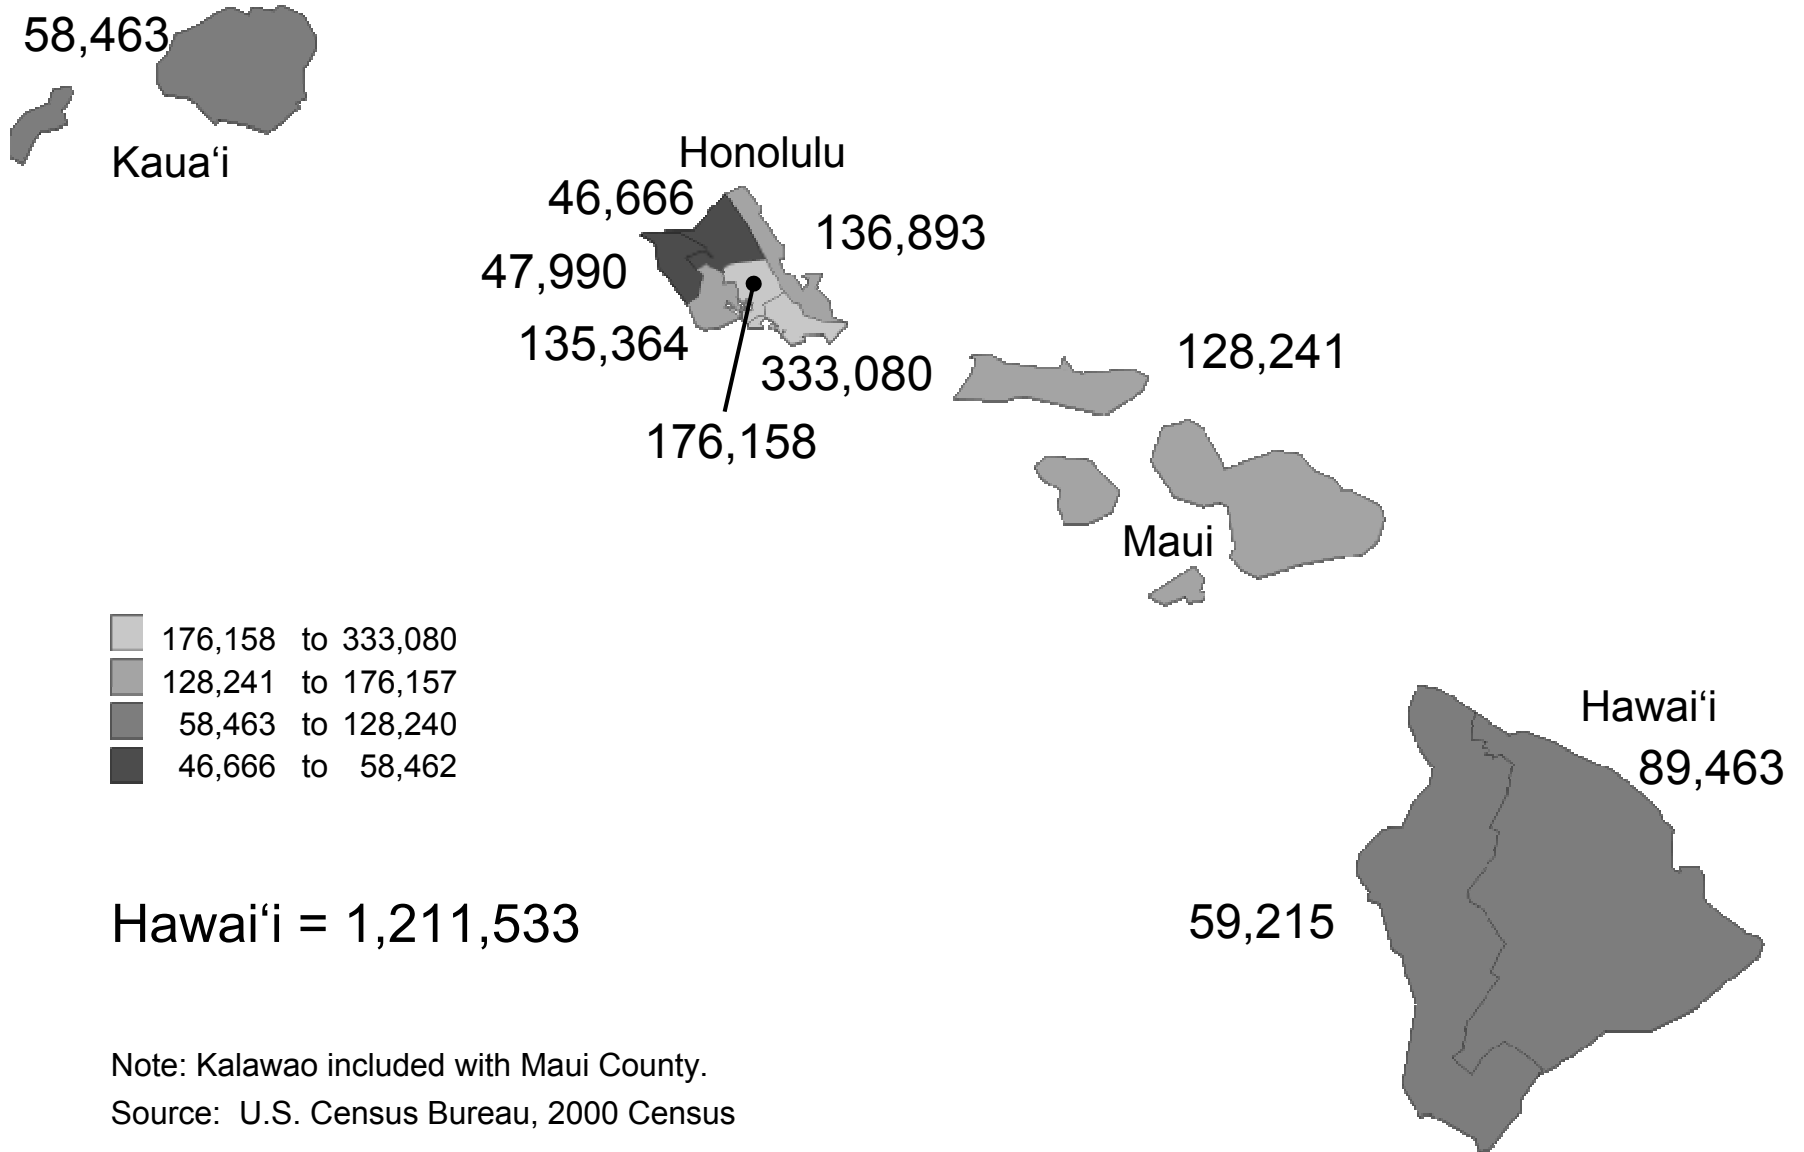 58,463
Kaua‘i
Honolulu
46,666
136,893
47,990
135,364
333,080
176,158
128,241
Maui
176,158 to 333,080
128,241 to 176,157
58,463 to 128,240
46,666 to 58,462
Hawai‘i
89,463
59,215
Hawai‘i = 1,211,533
Note: Kalawao included with Maui County.
Source: U.S. Census Bureau, 2000 Census